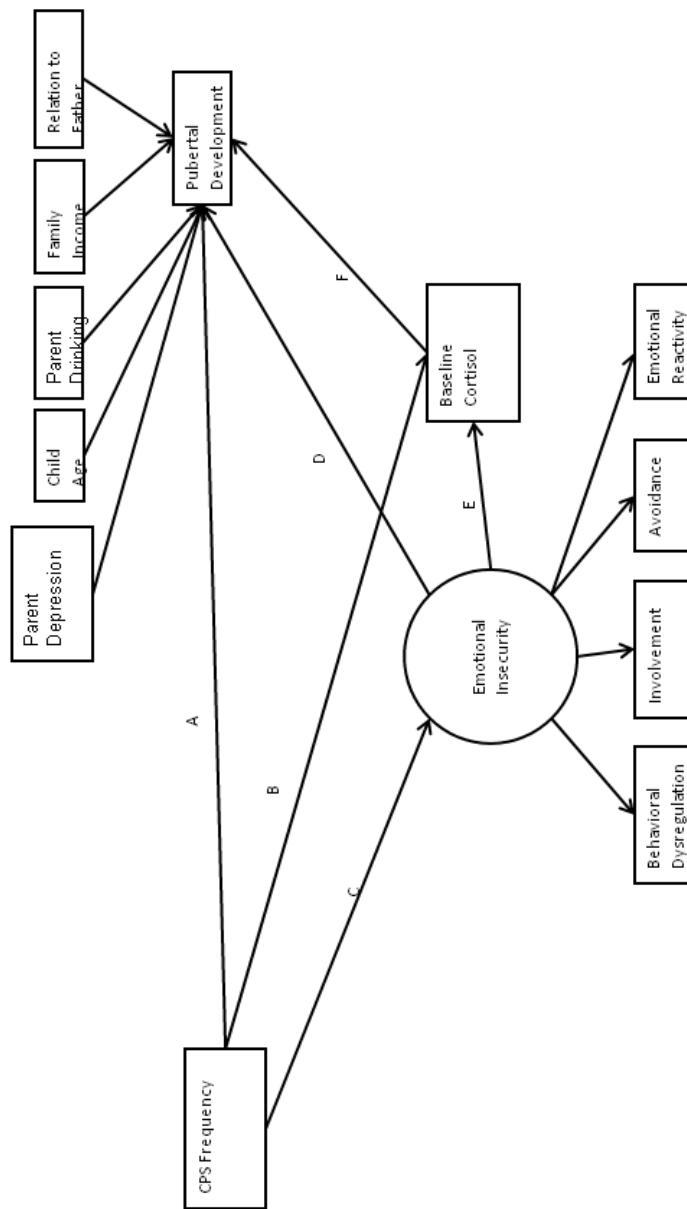 Parent
Depression
Child
Age
Parent
Drinking
Family
Income
Relation to
Father
Pubertal
Development
A
B
C
D
E
F
CPS Frequency
Emotional
Insecurity
Baseline
Cortisol
Behavioral
Dysregulation
Involvement
Avoidance
Emotional
Reactivity